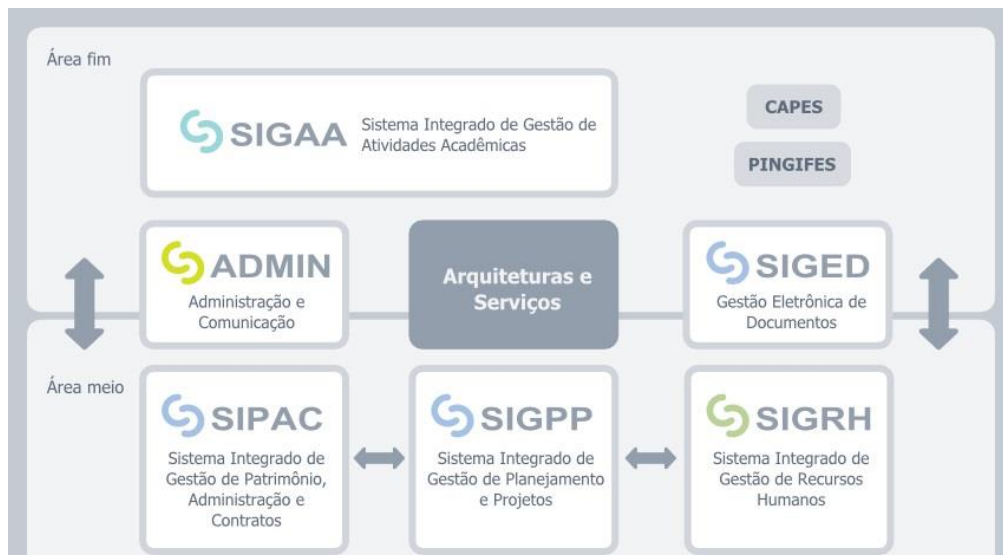 Área fim
SIGAA
Sistema Integrado de Gestão de
Atividades Acadêmicas
CAPES
PINGIFES
ADMIN
Administração e
Comunicação
Arquiteturas e
Serviços
SIGED
Gestão Eletrônica de
Documentos
Área meio
SIPAC
Sistema Integrado de
Gestão de Patrimônio,
Administração e
Contratos
SIGPP
Sistema Integrado de
Gestão de Planejamento
e Projetos
SIGRH
Sistema Integrado de
Gestão de Recursos
Humanos